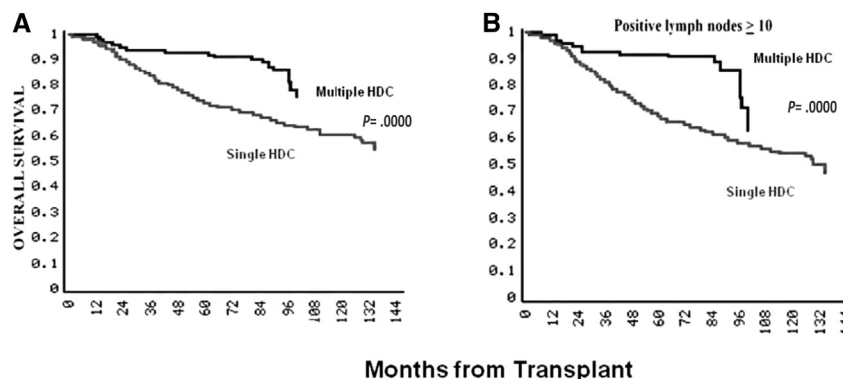 A
OVERALL SURVIVAL
1
0.9
0.8
0.7
0.6
0.5
0.4
0.3
0.2
0.1
0
Multiple HDC
P= .0000
Single HDC
0 12 24 36 48 60 72 84 96 108 120 132 144
B
Positive lymph nodes ≥ 10
1
0.9
0.8
0.7
0.6
0.5
0.4
0.3
0.2
0.1
0
Multiple HDC
P= .0000
Single HDC
0 12 24 36 48 60 72 84 96 108 120 132 144
Months from Transplant